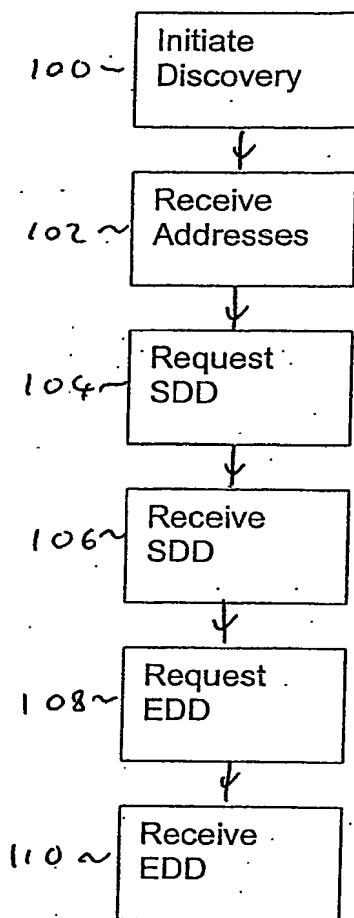 100 Initiate
Discovery
102 Receive
Addresses
104 Request
SDD
106 Receive
SDD
108 Request
EDD
110 Receive
EDD